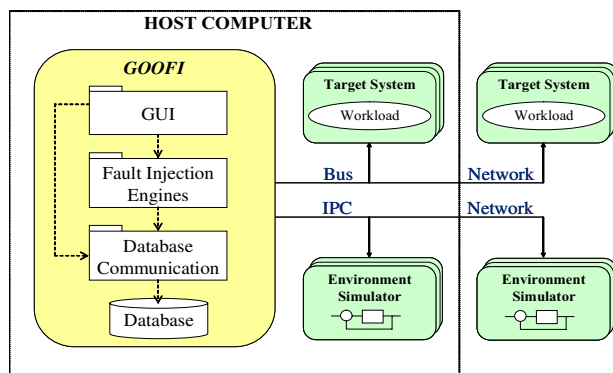 HOST COMPUTER
GOOFI
GUI
Fault Injection
Engines
Database
Communication
Database
Target System
Workload
Target System
Workload
Bus
Network
IPC
Network
Environment
Simulator
Environment
Simulator